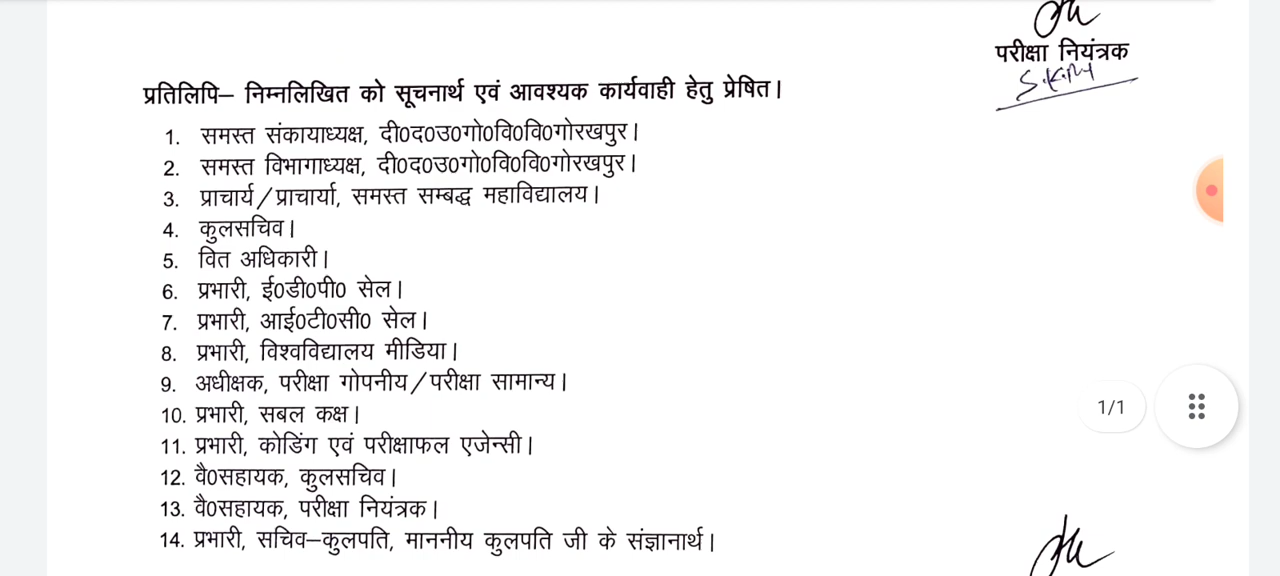 परीक्षा नियंत्रक
प्रतिलिपि– निम्नलिखित को सूचनार्थ एवं आवश्यक कार्यवाही हेतु प्रेषित।
1. समस्त संकायाध्यक्ष, दी0द0उ0गो0वि0वि0गोरखपुर।
2. समस्त विभागाध्यक्ष, दी0द0उ0गो0वि0वि0गोरखपुर।
3. प्राचार्य/प्राचार्या, समस्त सम्बद्ध महाविद्यालय।
4. कुलसचिव।
5. वित अधिकारी।
6. प्रभारी, ई0डी0पी0 सेल।
7. प्रभारी, आई0टी0सी0 सेल।
8. प्रभारी, विश्वविद्यालय मीडिया।
9. अधीक्षक, परीक्षा गोपनीय/परीक्षा सामान्य।
10. प्रभारी, सबल कक्ष।
11. प्रभारी, कोडिंग एवं परीक्षाफल एजेन्सी।
12. वै0सहायक, कुलसचिव।
13. वै0सहायक, परीक्षा नियंत्रक।
14. प्रभारी, सचिव–कुलपति, माननीय कुलपति जी के संज्ञानार्थ।
1/1